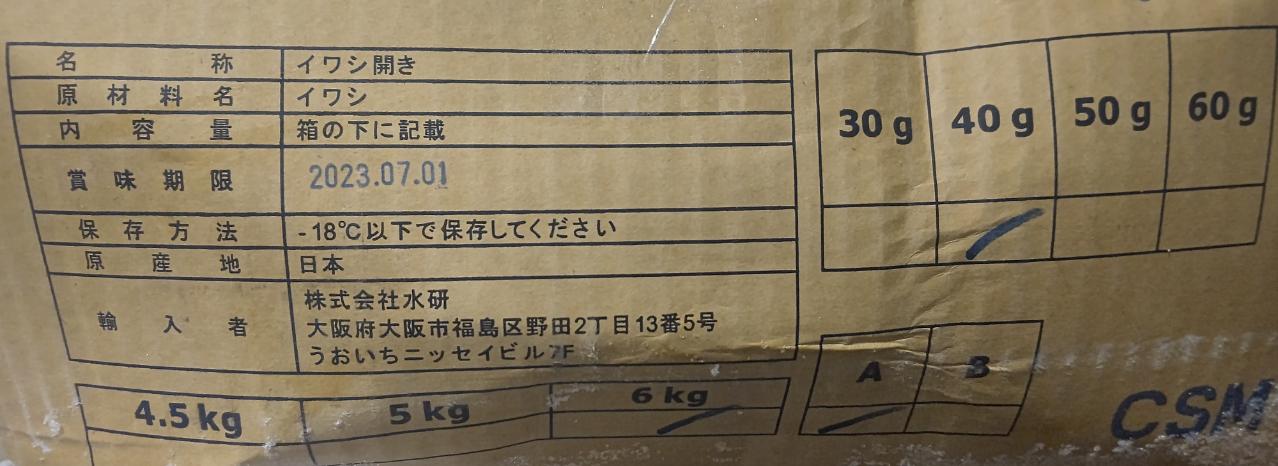 名称 イワシ開き
原材料名 イワシ
内容量 箱の下に記載
賞味期限 2023.07.01
保存方法 -18℃以下で保存してください
原産地 日本
輸入者 株式会社水研
大阪府大阪市福島区野田2丁目13番5号
うおいちニッセイビル7F
30g 40g 50g 60g
4.5kg 5kg 6kg
A B
CSM